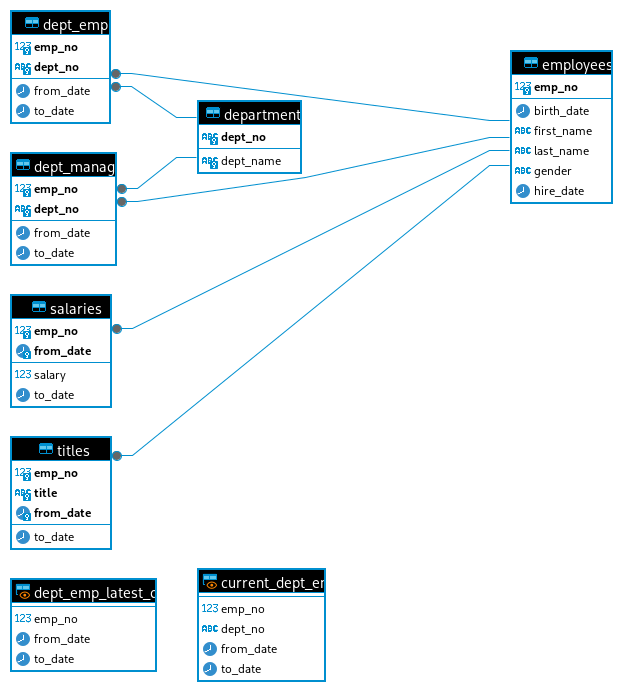 dept_emp
123 emp_no
ABC dept_no
from_date
to_date
employees
123 emp_no
birth_date
ABC first_name
ABC last_name
ABC gender
hire_date
department
ABC dept_no
ABC dept_name
dept_manag
123 emp_no
ABC dept_no
from_date
to_date
salaries
123 emp_no
from_date
123 salary
to_date
titles
123 emp_no
ABC title
from_date
to_date
dept_emp_latest_d
123 emp_no
from_date
to_date
current_dept_em
123 emp_no
ABC dept_no
from_date
to_date